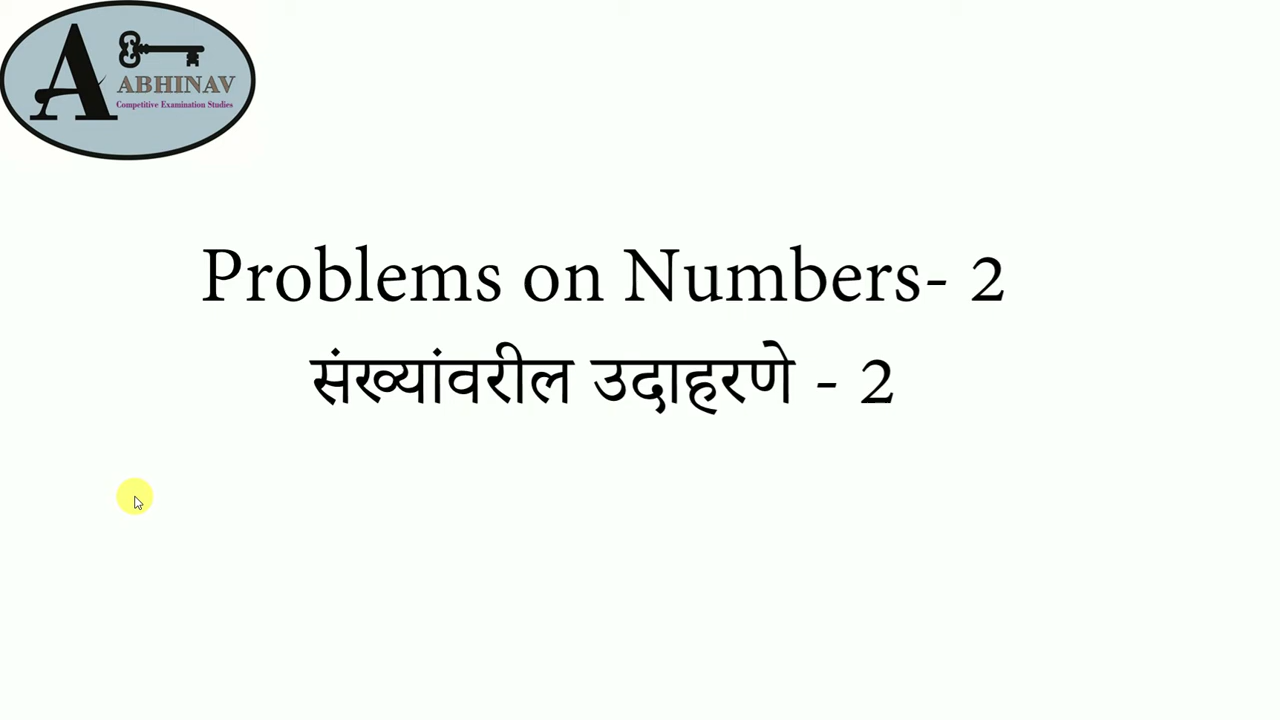 A
ABHINAV
Competitive Examination Studies
Problems on Numbers- 2
संख्यांवरील उदाहरणे - 2